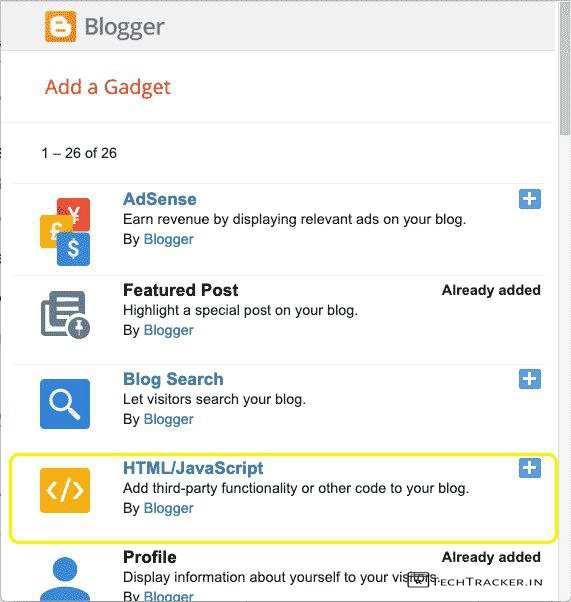 Blogger
Add a Gadget
1 – 26 of 26
AdSense
Earn revenue by displaying relevant ads on your blog.
By Blogger
Featured Post
Already added
Highlight a special post on your blog.
By Blogger
Blog Search
Let visitors search your blog.
By Blogger
HTML/JavaScript
Add third-party functionality or other code to your blog.
By Blogger
Profile
Already added
Display information about yourself to your visitors.
TECHTRACKER.IN
By Blogger